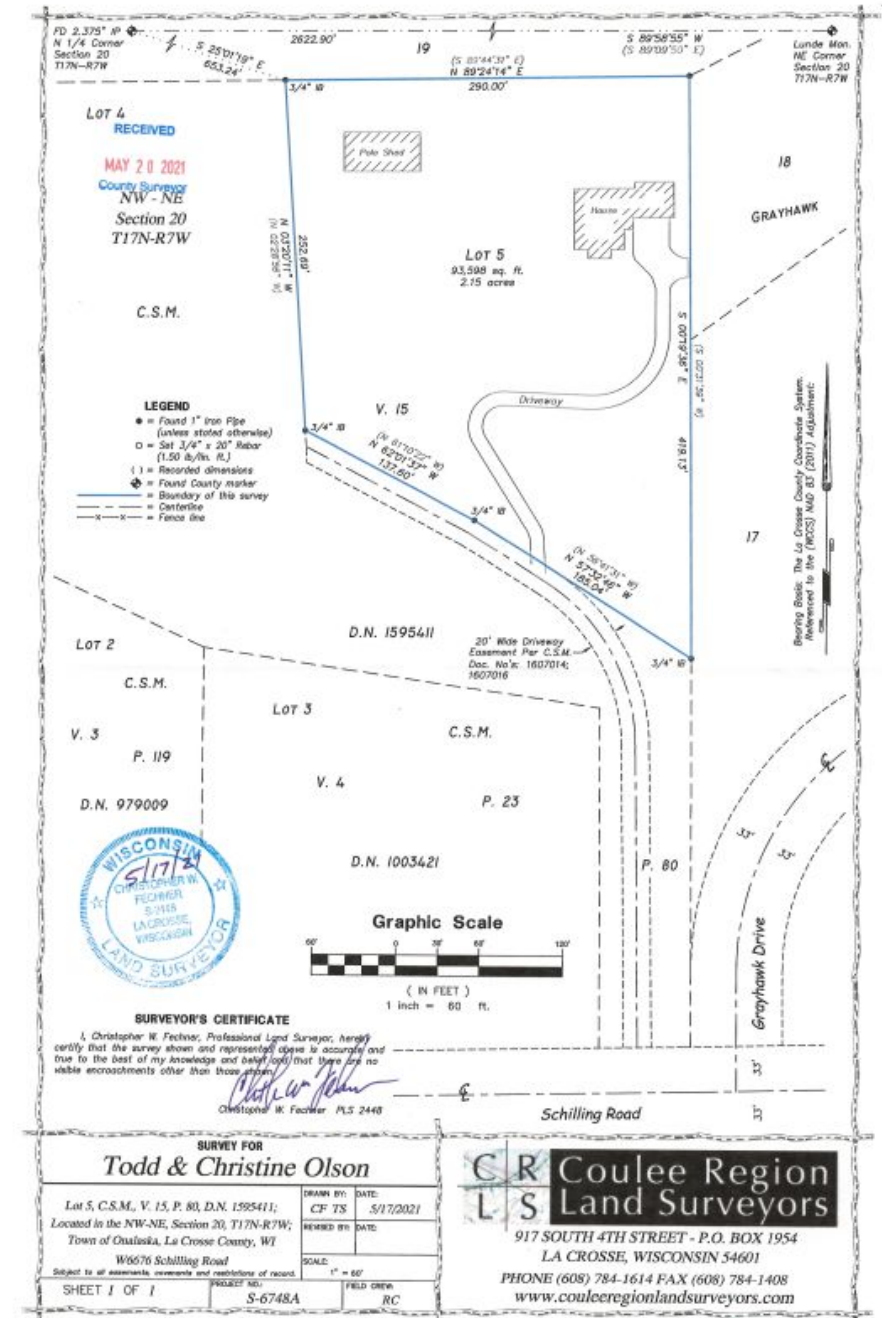 FD 2.375" IP
N 1/4 Corner
Section 20
T17N-R7W
S 25°01'19" E
653.24'
2622.90'
19
S 89°58'55" W
(S 89°09'50" E)
Lunde Mon.
NE Corner
Section 20
T17N-R7W
(S 89°44'31" E)
N 89°24'14" E
290.00'
3/4" IB
LOT 4
RECEIVED
MAY 20 2021
County Surveyor
NW - NE
Section 20
T17N-R7W
C.S.M.
Pole Shed
House
18
GRAYHAWK
LOT 5
93,598 sq. ft.
2.15 acres
N 03°20'11" W
252.69'
S 00°19'36" E
419.13'
Driveway
V. 15
3/4" IB
(N 61°10'22" W)
N 62°01'37" W
137.60'
3/4" IB
(N 56°41'31" W)
N 57°32'46" W
185.04'
3/4" IB
17
Bearing Basis: The La Crosse County Coordinate System.
Referenced to the (WCCS) NAD 83 (2011) Adjustment:
LEGEND
● = Found 1" Iron Pipe
(unless stated otherwise)
○ = Set 3/4" x 20" Rebar
(1.50 lb/lin. ft.)
( ) = Recorded dimensions
= Found County marker
= Boundary of this survey
= Centerline
= Fence line
D.N. 1595411
20' Wide Driveway
Easement Per C.S.M.
Doc. No's: 1607014;
1607016
LOT 2
C.S.M.
V. 3
P. 119
D.N. 979009
LOT 3
C.S.M.
V. 4
P. 23
D.N. 1003421
P. 80
33'
33'
Grayhawk Drive
33'
33'
Schilling Road
WISCONSIN
5/17/21
CHRISTOPHER W.
FECHNER
S-2448
LA CROSSE,
WISCONSIN
LAND SURVEYOR
Graphic Scale
60' 0 30' 60' 120'
( IN FEET )
1 inch = 60 ft.
SURVEYOR'S CERTIFICATE
I, Christopher W. Fechner, Professional Land Surveyor, hereby
certify that the survey shown and represented above is accurate and
true to the best of my knowledge and belief and that there are no
visible encroachments other than those shown.
Christopher W. Fechner PLS 2448
SURVEY FOR
Todd & Christine Olson
Lot 5, C.S.M., V. 15, P. 80, D.N. 1595411;
Located in the NW-NE, Section 20, T17N-R7W;
Town of Onalaska, La Crosse County, WI
W6676 Schilling Road
Subject to all easements, covenants and restrictions of record.
DRAWN BY: CF TS
DATE: 5/17/2021
REVISED BY: DATE:
SCALE: 1" = 60'
SHEET 1 OF 1
PROJECT NO.: S-6748A
FIELD CREW: RC
C R L S
Coulee Region
Land Surveyors
917 SOUTH 4TH STREET - P.O. BOX 1954
LA CROSSE, WISCONSIN 54601
PHONE (608) 784-1614 FAX (608) 784-1408
www.couleeregionlandsurveyors.com